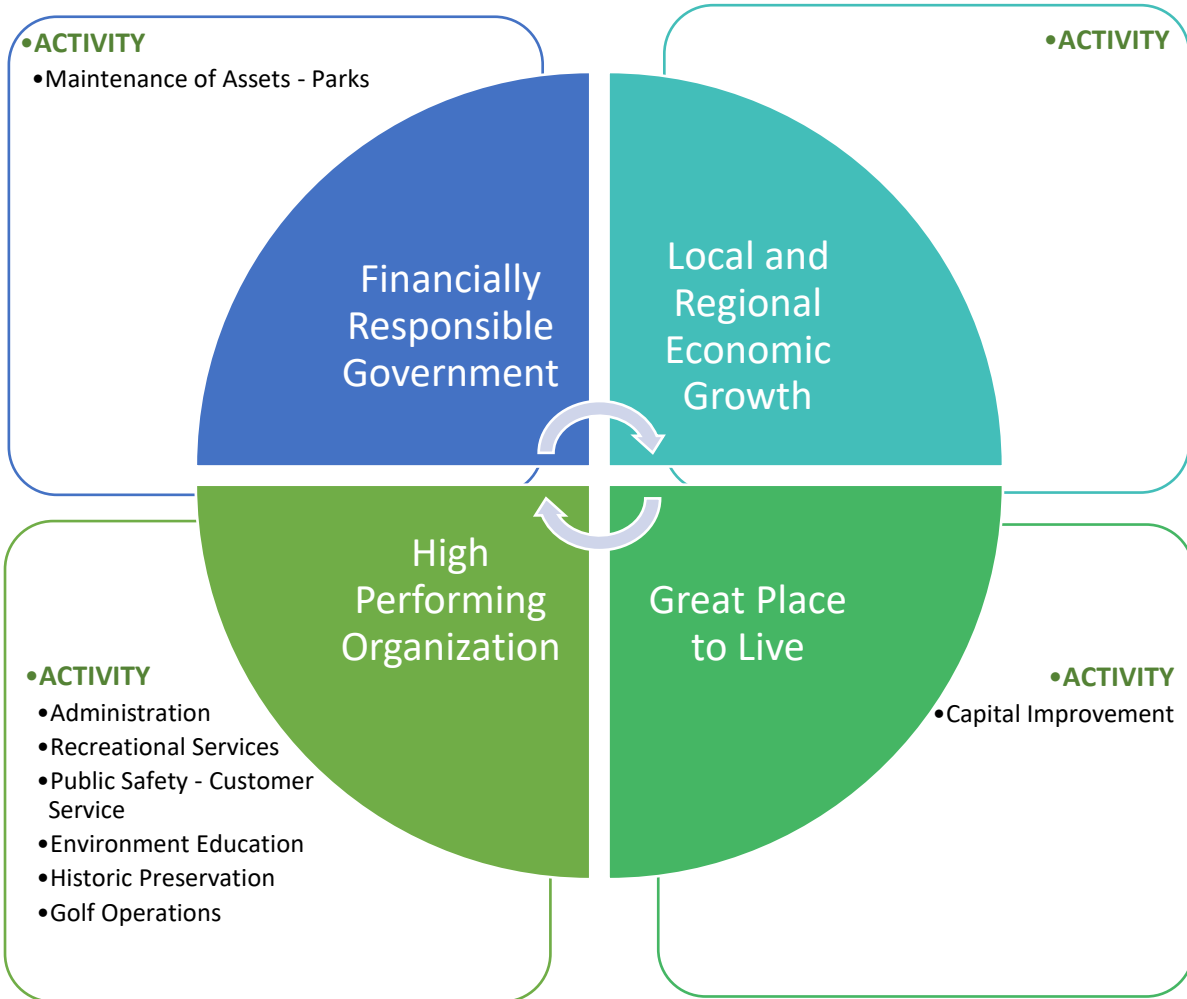 •ACTIVITY
•Maintenance of Assets - Parks
•ACTIVITY
Financially
Responsible
Government
Local and
Regional
Economic
Growth
High
Performing
Organization
Great Place
to Live
•ACTIVITY
•Administration
•Recreational Services
•Public Safety - Customer
Service
•Environment Education
•Historic Preservation
•Golf Operations
•ACTIVITY
•Capital Improvement